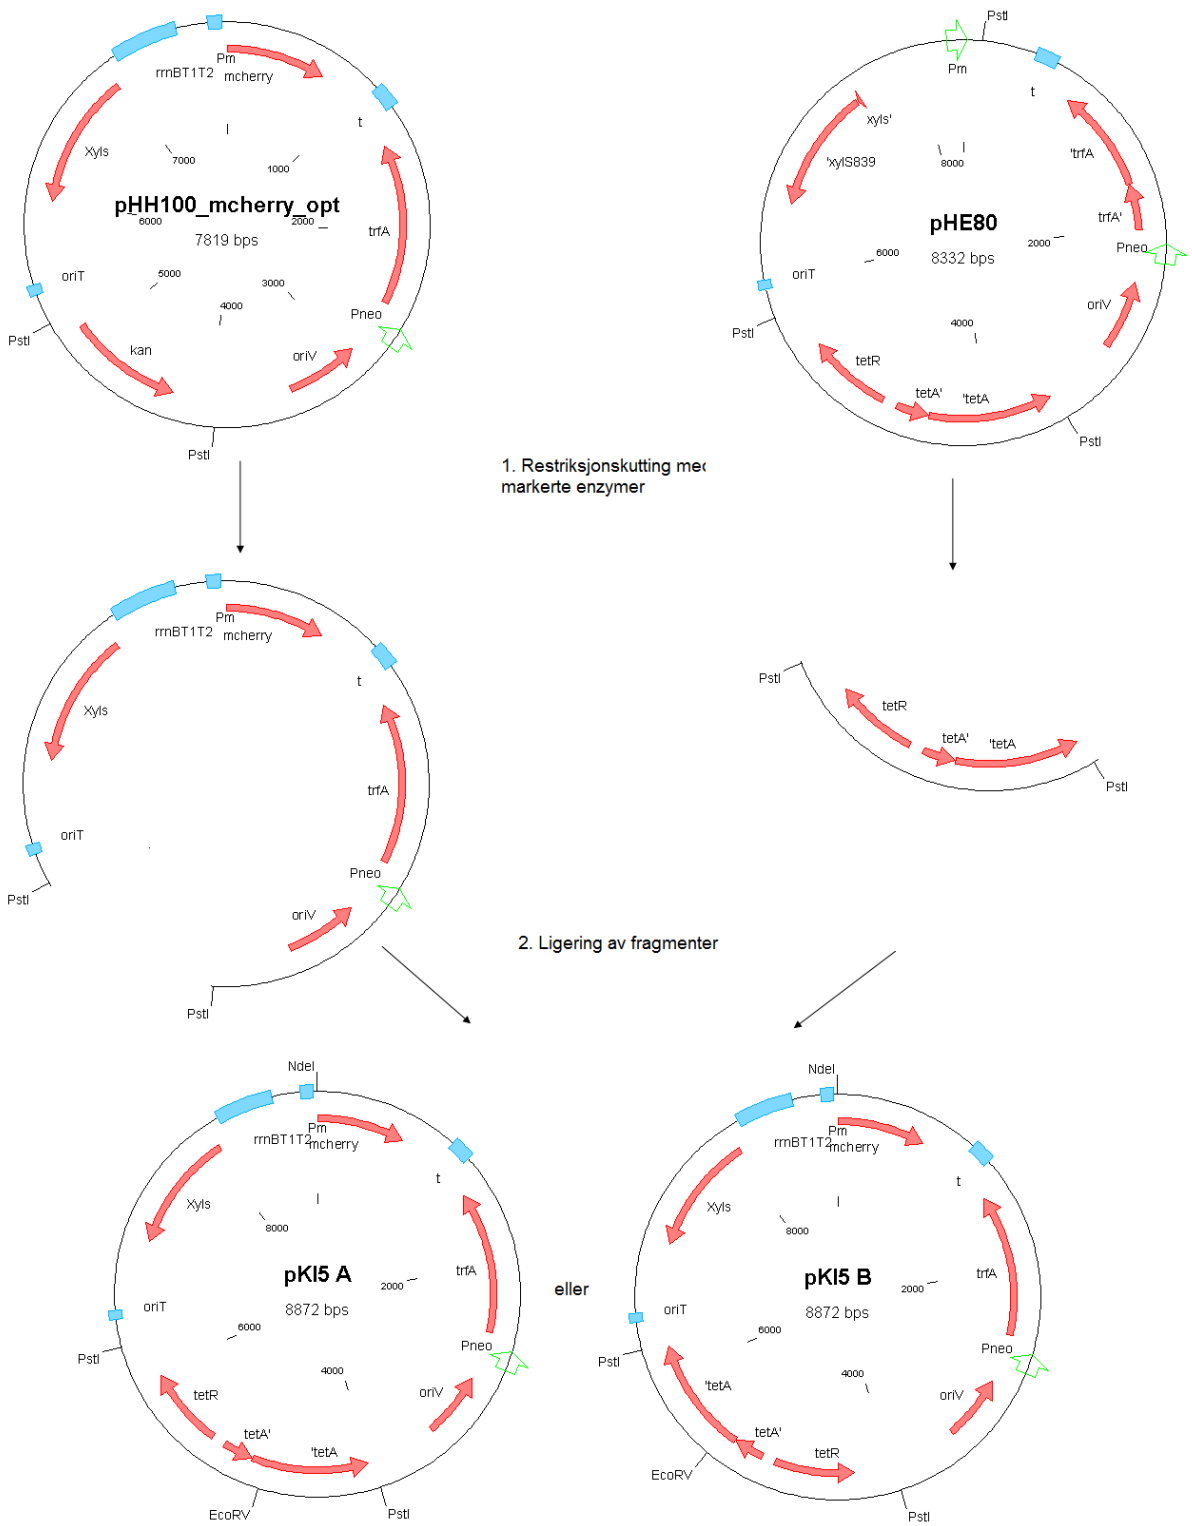 PstI
Pm
rrnBT1T2
mcherry
t
XylS
7000
1000
pHH100_mcherry_opt
6000
2000
7819 bps
trfA
oriT
5000
3000
4000
Pneo
PstI
kan
oriV
PstI
Pm
t
xyls'
'xylS839
8000
'trfA
pHE80
trfA'
2000
Pneo
6000
8332 bps
oriT
oriV
4000
PstI
tetR
tetA'
'tetA
PstI
1. Restriksjonskutting med
markerte enzymer
Pm
rrnBT1T2
mcherry
t
Xyls
trfA
oriT
Pneo
PstI
oriV
PstI
PstI
tetR
tetA'
'tetA
PstI
2. Ligering av fragmenter
NdeI
rrnBT1T2
Pm
mcherry
t
Xyls
8000
pKI5 A
2000
trfA
8872 bps
oriT
6000
Pneo
PstI
4000
tetR
oriV
tetA'
'tetA
EcoRV
PstI
eller
NdeI
rrnBT1T2
Pm
mcherry
t
Xyls
8000
pKI5 B
2000
trfA
8872 bps
oriT
6000
Pneo
PstI
4000
'tetA
oriV
tetA'
tetR
EcoRV
PstI